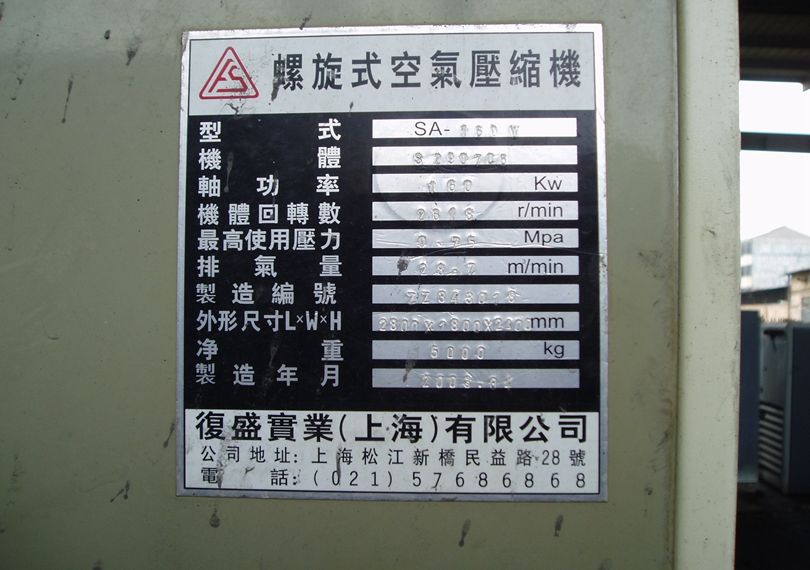 FS 螺旋式空氣壓縮機
型式 SA-
機體
軸功率 160 Kw
機體回轉數 r/min
最高使用壓力 Mpa
排氣量 m/min
製造編號
外形尺寸L×W×H mm
净重 kg
製造年月
復盛實業(上海)有限公司
公司地址: 上海松江新橋民益路28號
電話: (021) 57686868